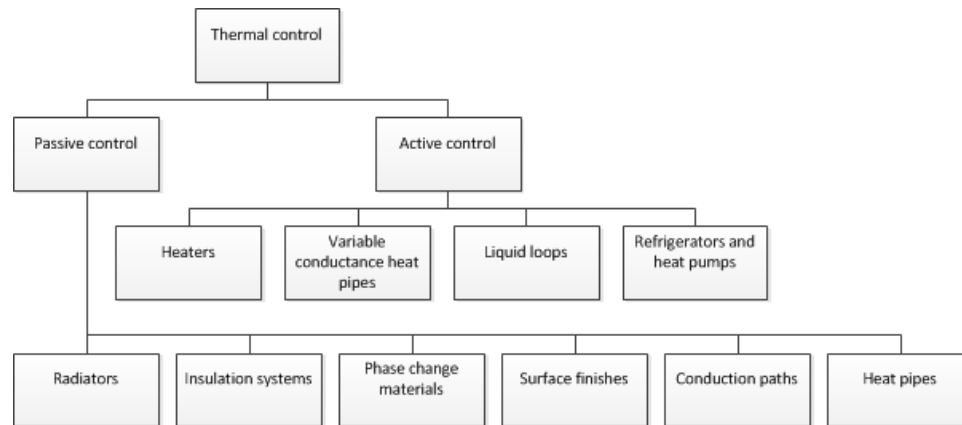 Thermal control
Passive control
Active control
Heaters
Variable
conductance heat
pipes
Liquid loops
Refrigerators and
heat pumps
Radiators
Insulation systems
Phase change
materials
Surface finishes
Conduction paths
Heat pipes